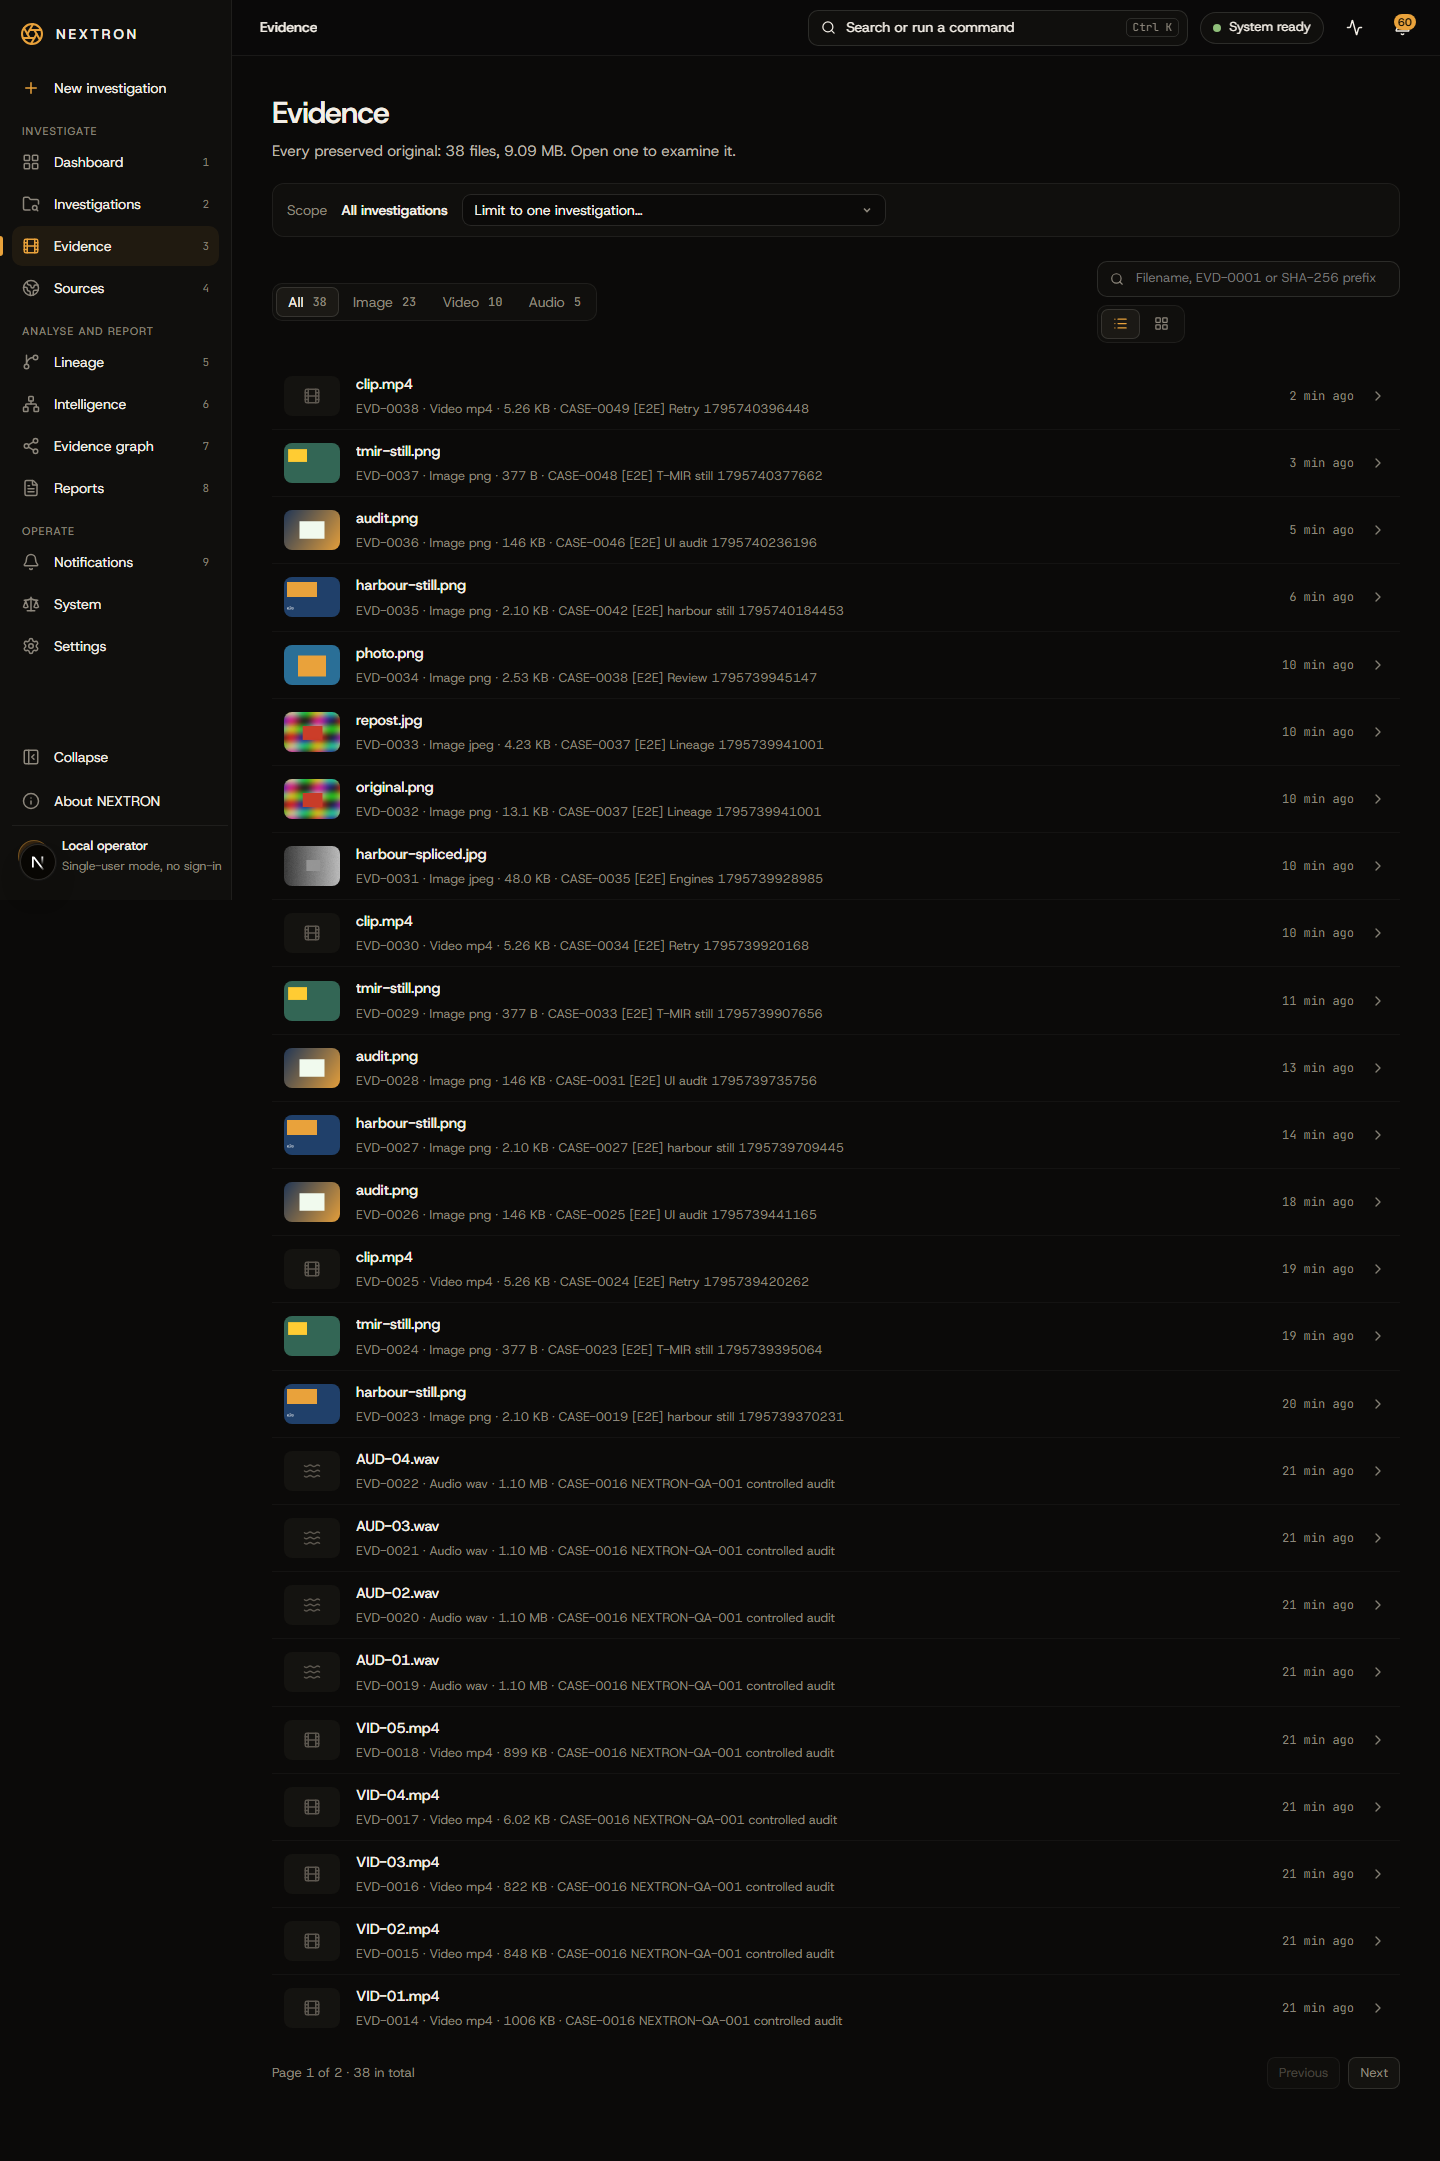 NEXTRON
New investigation
INVESTIGATE
Dashboard 1
Investigations 2
Evidence 3
Sources 4
ANALYSE AND REPORT
Lineage 5
Intelligence 6
Evidence graph 7
Reports 8
OPERATE
Notifications 9
System
Settings
Collapse
About NEXTRON
N
Local operator
Single-user mode, no sign-in
Evidence
Search or run a command Ctrl K
System ready
60
Evidence
Every preserved original: 38 files, 9.09 MB. Open one to examine it.
Scope All investigations Limit to one investigation…
All 38 Image 23 Video 10 Audio 5
Filename, EVD-0001 or SHA-256 prefix
clip.mp4
EVD-0038 · Video mp4 · 5.26 KB · CASE-0049 [E2E] Retry 1795740396448
2 min ago
tmir-still.png
EVD-0037 · Image png · 377 B · CASE-0048 [E2E] T-MIR still 1795740377662
3 min ago
audit.png
EVD-0036 · Image png · 146 KB · CASE-0046 [E2E] UI audit 1795740236196
5 min ago
harbour-still.png
EVD-0035 · Image png · 2.10 KB · CASE-0042 [E2E] harbour still 1795740184453
6 min ago
photo.png
EVD-0034 · Image png · 2.53 KB · CASE-0038 [E2E] Review 1795739945147
10 min ago
repost.jpg
EVD-0033 · Image jpeg · 4.23 KB · CASE-0037 [E2E] Lineage 1795739941001
10 min ago
original.png
EVD-0032 · Image png · 13.1 KB · CASE-0037 [E2E] Lineage 1795739941001
10 min ago
harbour-spliced.jpg
EVD-0031 · Image jpeg · 48.0 KB · CASE-0035 [E2E] Engines 1795739928985
10 min ago
clip.mp4
EVD-0030 · Video mp4 · 5.26 KB · CASE-0034 [E2E] Retry 1795739920168
10 min ago
tmir-still.png
EVD-0029 · Image png · 377 B · CASE-0033 [E2E] T-MIR still 1795739907656
11 min ago
audit.png
EVD-0028 · Image png · 146 KB · CASE-0031 [E2E] UI audit 1795739735756
13 min ago
harbour-still.png
EVD-0027 · Image png · 2.10 KB · CASE-0027 [E2E] harbour still 1795739709445
14 min ago
audit.png
EVD-0026 · Image png · 146 KB · CASE-0025 [E2E] UI audit 1795739441165
18 min ago
clip.mp4
EVD-0025 · Video mp4 · 5.26 KB · CASE-0024 [E2E] Retry 1795739420262
19 min ago
tmir-still.png
EVD-0024 · Image png · 377 B · CASE-0023 [E2E] T-MIR still 1795739395064
19 min ago
harbour-still.png
EVD-0023 · Image png · 2.10 KB · CASE-0019 [E2E] harbour still 1795739370231
20 min ago
AUD-04.wav
EVD-0022 · Audio wav · 1.10 MB · CASE-0016 NEXTRON-QA-001 controlled audit
21 min ago
AUD-03.wav
EVD-0021 · Audio wav · 1.10 MB · CASE-0016 NEXTRON-QA-001 controlled audit
21 min ago
AUD-02.wav
EVD-0020 · Audio wav · 1.10 MB · CASE-0016 NEXTRON-QA-001 controlled audit
21 min ago
AUD-01.wav
EVD-0019 · Audio wav · 1.10 MB · CASE-0016 NEXTRON-QA-001 controlled audit
21 min ago
VID-05.mp4
EVD-0018 · Video mp4 · 899 KB · CASE-0016 NEXTRON-QA-001 controlled audit
21 min ago
VID-04.mp4
EVD-0017 · Video mp4 · 6.02 KB · CASE-0016 NEXTRON-QA-001 controlled audit
21 min ago
VID-03.mp4
EVD-0016 · Video mp4 · 822 KB · CASE-0016 NEXTRON-QA-001 controlled audit
21 min ago
VID-02.mp4
EVD-0015 · Video mp4 · 848 KB · CASE-0016 NEXTRON-QA-001 controlled audit
21 min ago
VID-01.mp4
EVD-0014 · Video mp4 · 1006 KB · CASE-0016 NEXTRON-QA-001 controlled audit
21 min ago
Page 1 of 2 · 38 in total
Previous Next